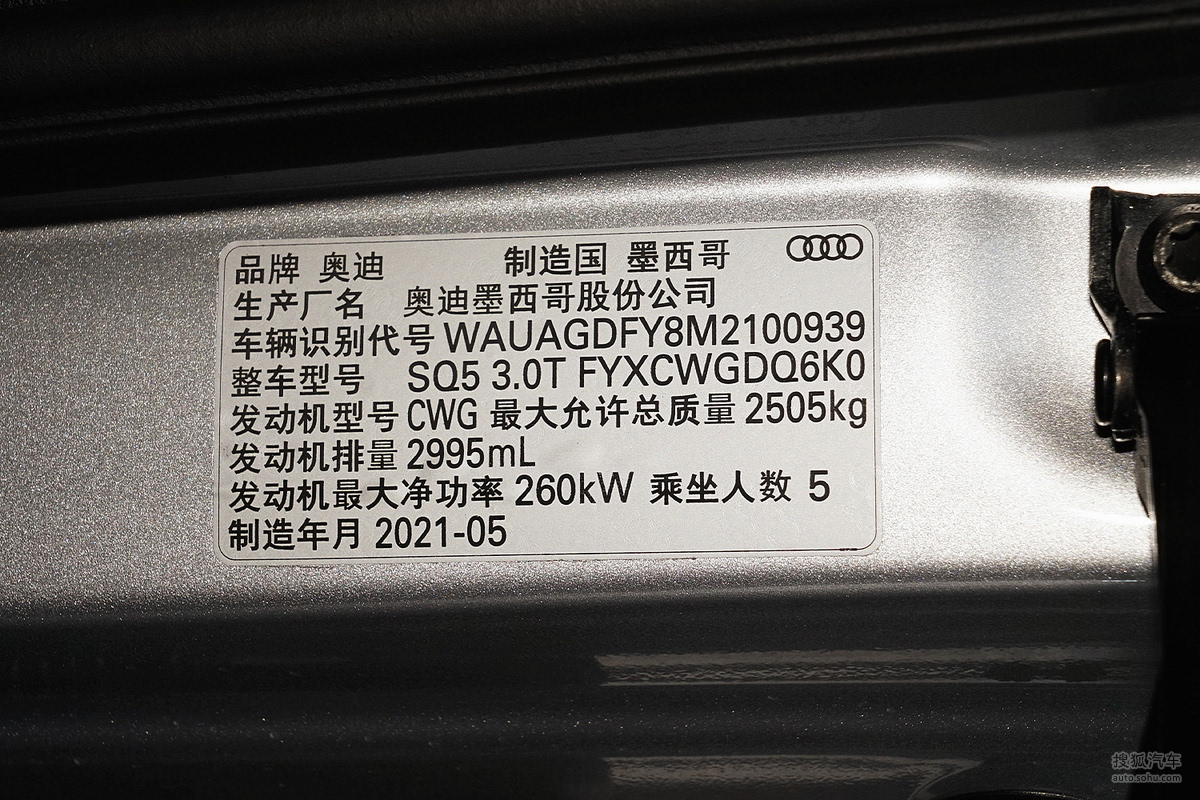 品牌 奥迪 制造国 墨西哥
生产厂名 奥迪墨西哥股份公司
车辆识别代号 WAUAGDFY8M2100939
整车型号 SQ5 3.0T FYXCWGDQ6K0
发动机型号 CWG 最大允许总质量 2505kg
发动机排量 2995mL
发动机最大净功率 260kW 乘坐人数 5
制造年月 2021-05
搜狐汽车
auto.sohu.com